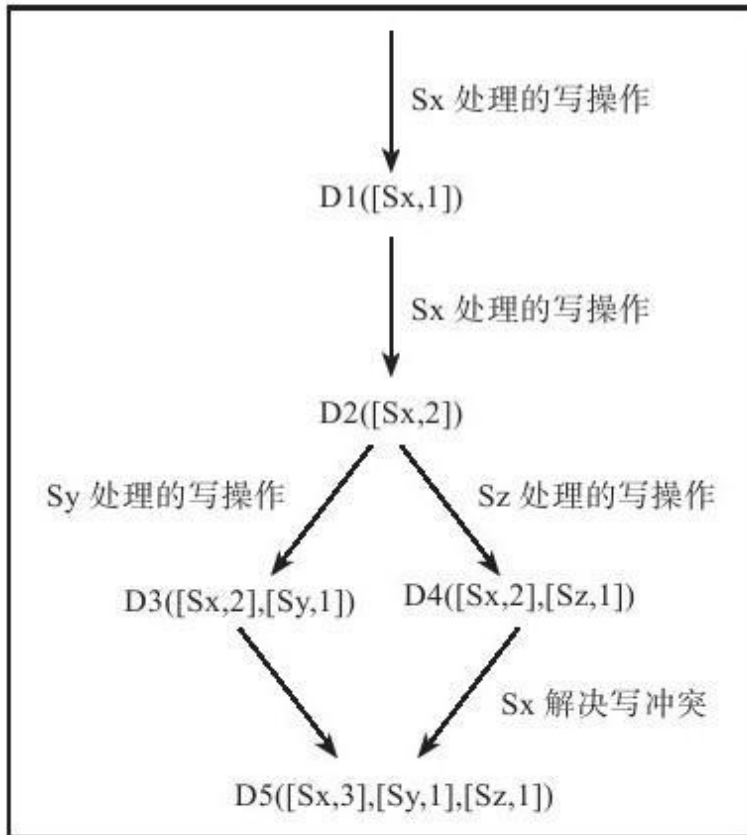 Sx 处理的写操作
D1([Sx,1])
Sx 处理的写操作
D2([Sx,2])
Sy 处理的写操作
Sz 处理的写操作
D3([Sx,2],[Sy,1])
D4([Sx,2],[Sz,1])
Sx 解决写冲突
D5([Sx,3],[Sy,1],[Sz,1])